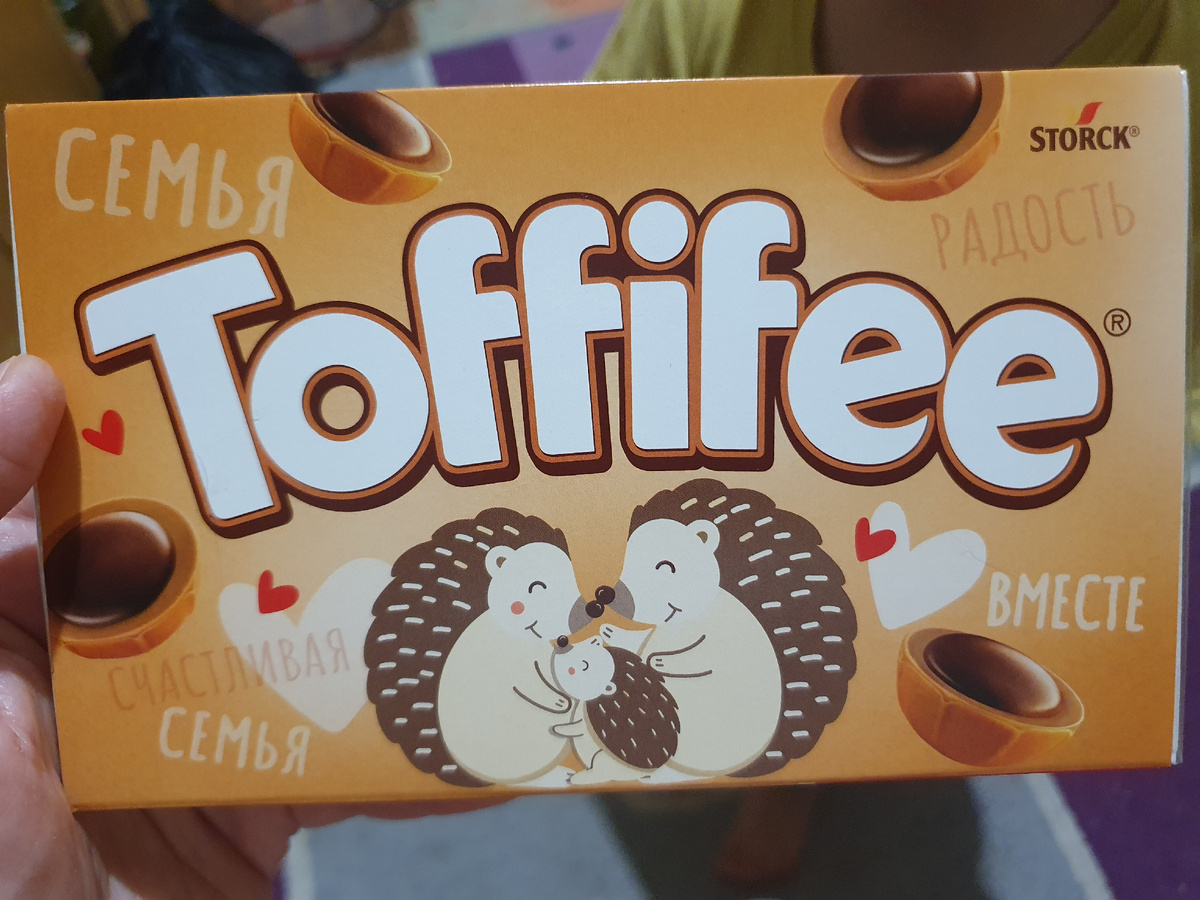 СЕМЬЯ
STORCK®
РАДОСТЬ
Toffifee®
ВМЕСТЕ
СЧАСТЛИВАЯ
СЕМЬЯ